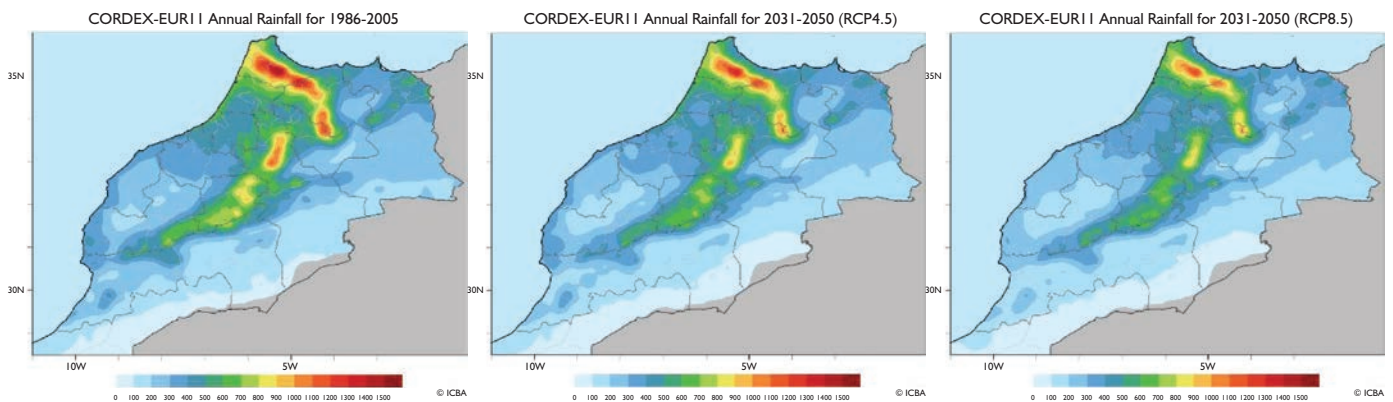 CORDEX-EUR11 Annual Rainfall for 1986-2005
35N
30N
10W 5W
0 100 200 300 400 500 600 700 800 900 1000 1100 1200 1300 1400 1500
© ICBA
CORDEX-EUR11 Annual Rainfall for 2031-2050 (RCP4.5)
35N
30N
10W 5W
0 100 200 300 400 500 600 700 800 900 1000 1100 1200 1300 1400 1500
© ICBA
CORDEX-EUR11 Annual Rainfall for 2031-2050 (RCP8.5)
35N
30N
10W 5W
0 100 200 300 400 500 600 700 800 900 1000 1100 1200 1300 1400 1500
© ICBA